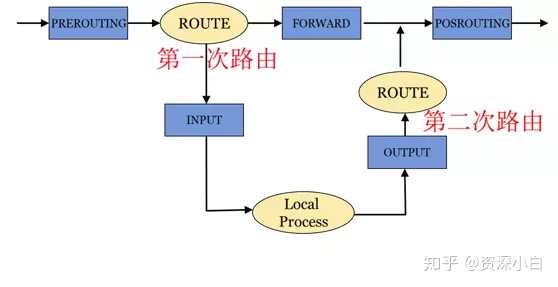 PREROUTING
ROUTE
FORWARD
POSROUTING
第一次路由
ROUTE
INPUT
第二次路由
OUTPUT
Local
Process
知乎 @资深小白